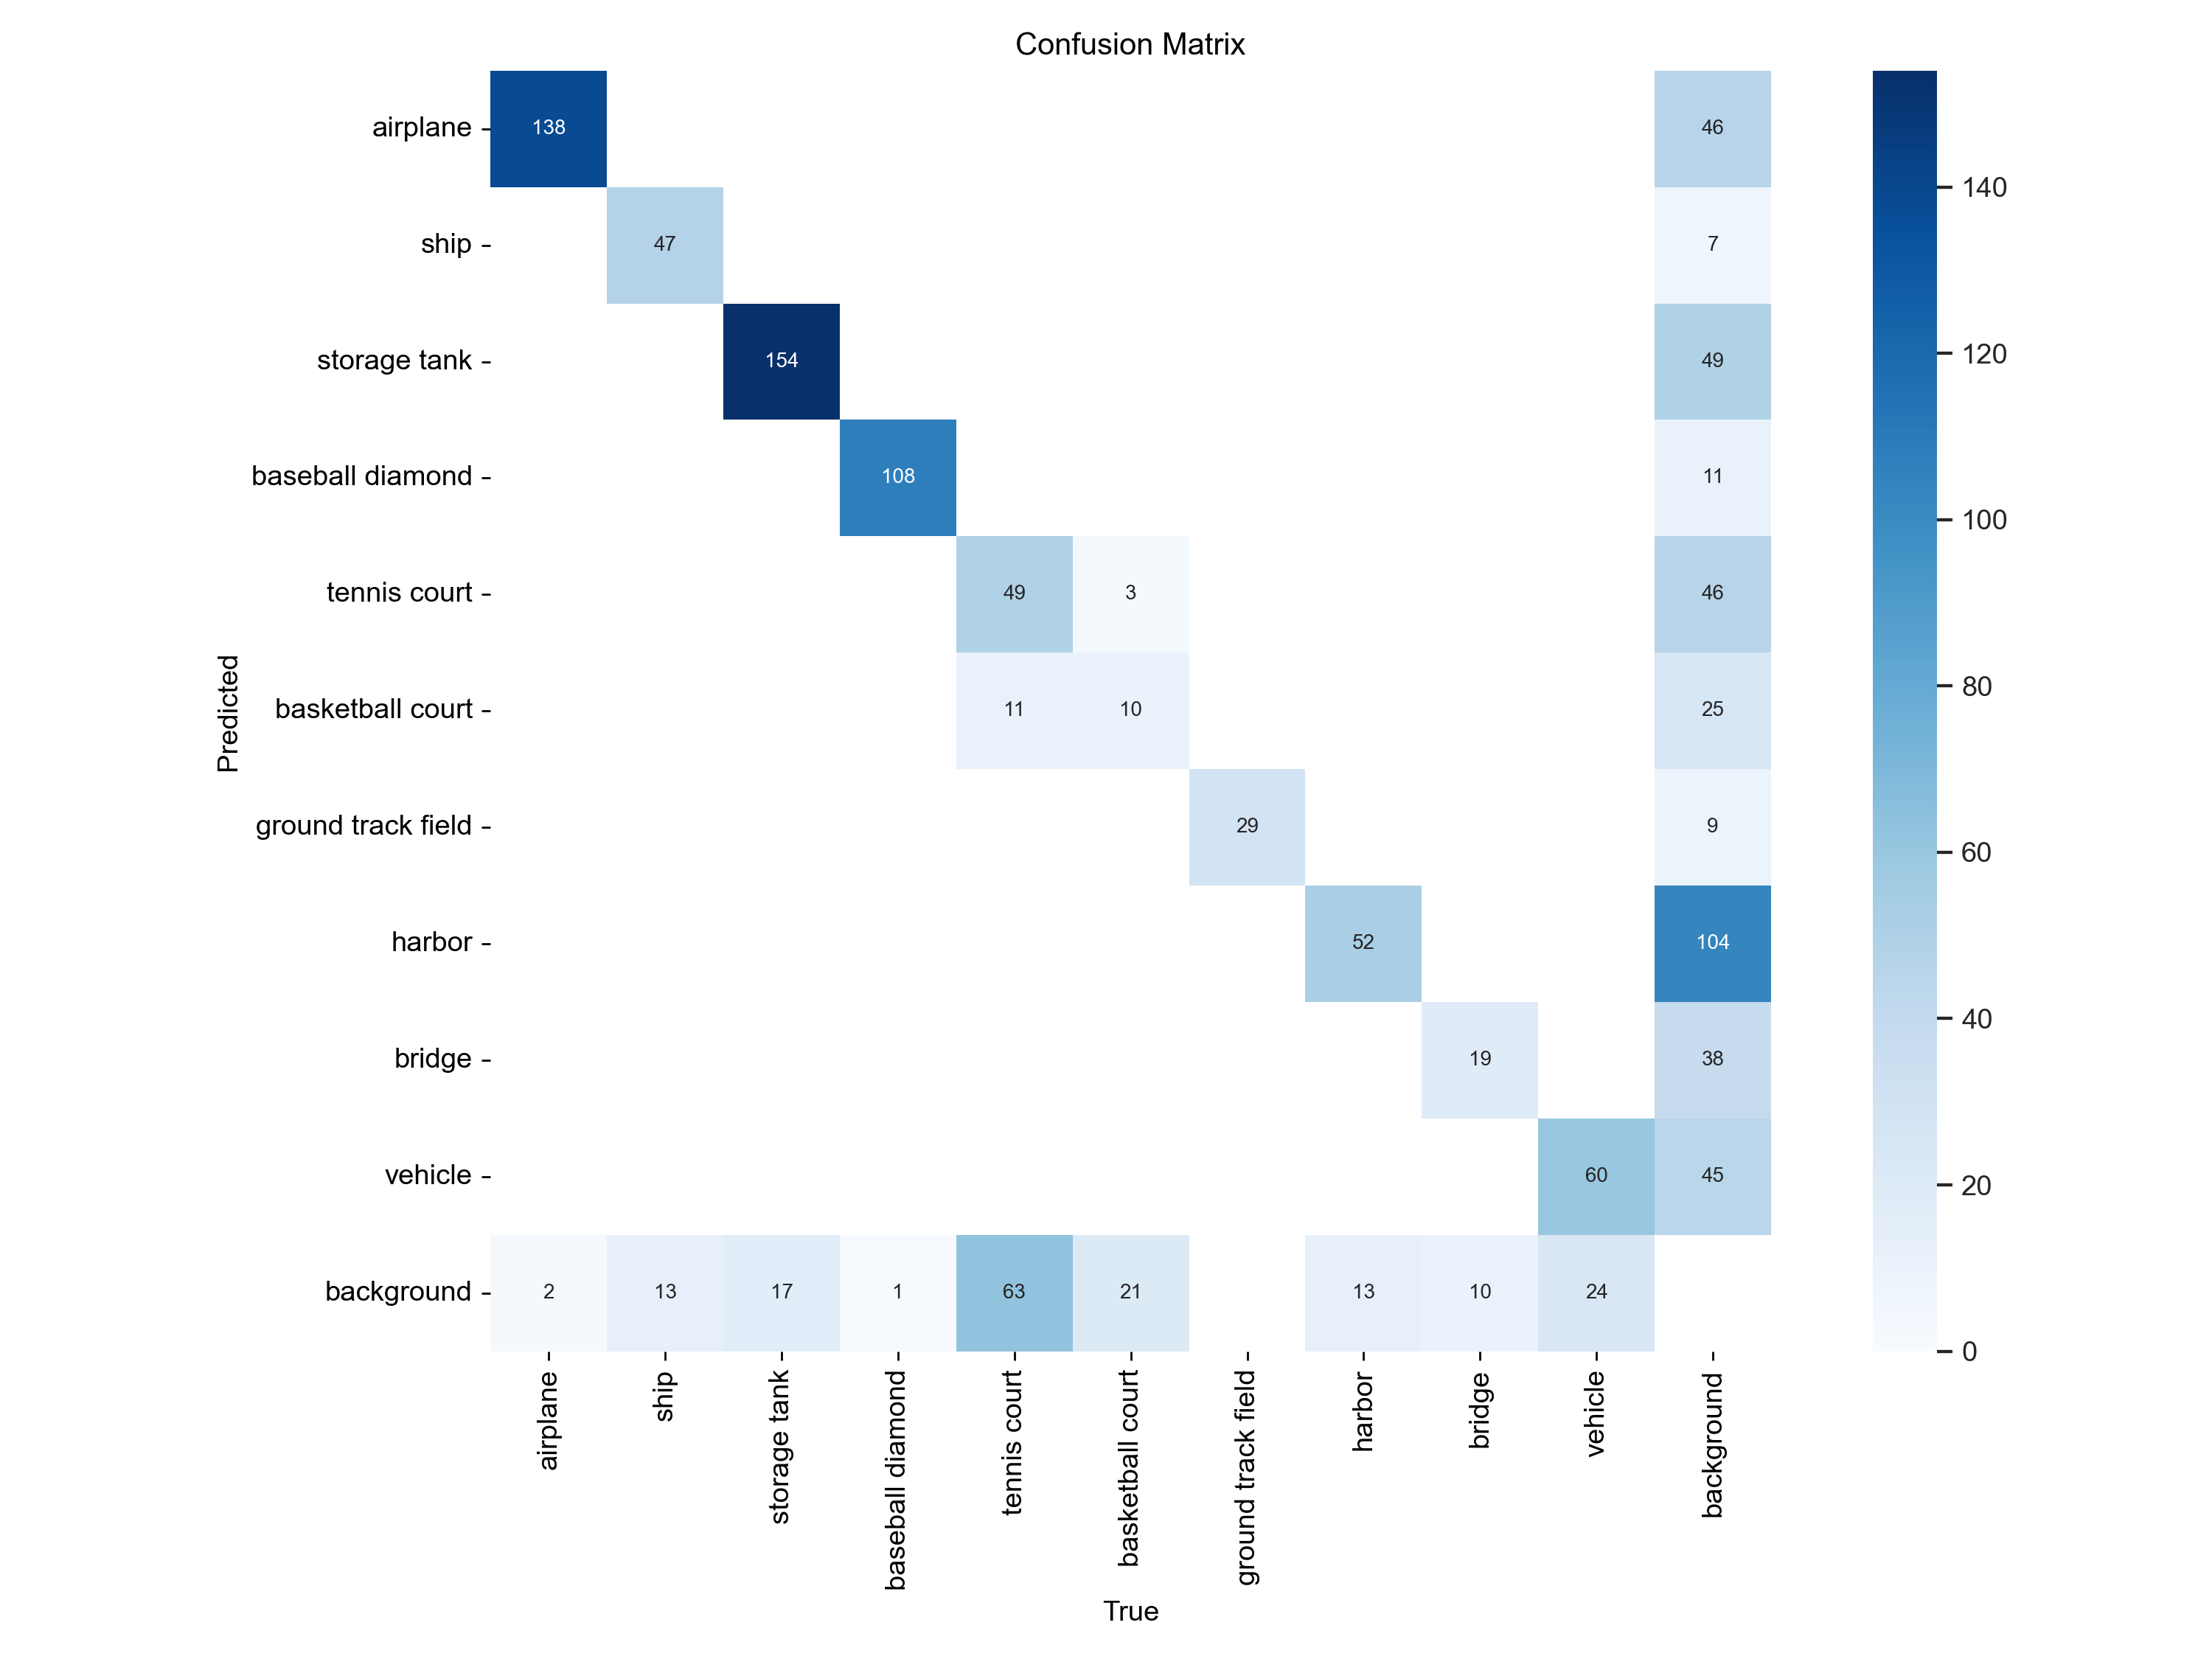 Confusion Matrix
airplane 138 46
140
ship 47 7
storage tank 154 49
120
baseball diamond 108 11
100
tennis court 49 3 46
80
Predicted
basketball court 11 10 25
ground track field 29 9
60
harbor 52 104
40
bridge 19 38
vehicle 60 45
20
background 2 13 17 1 63 21 13 10 24
0
airplane
ship
storage tank
baseball diamond
tennis court
basketball court
ground track field
harbor
bridge
vehicle
background
True